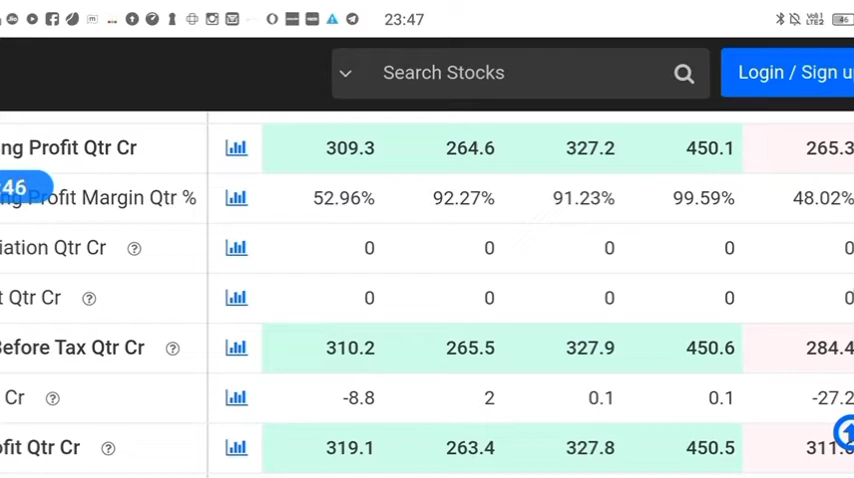 23:47
Search Stocks
Login / Sign u
ng Profit Qtr Cr 309.3 264.6 327.2 450.1 265.3
:46
ng Profit Margin Qtr % 52.96% 92.27% 91.23% 99.59% 48.02%
iation Qtr Cr 0 0 0 0 0
t Qtr Cr 0 0 0 0 0
Before Tax Qtr Cr 310.2 265.5 327.9 450.6 284.4
Cr -8.8 2 0.1 0.1 -27.2
ofit Qtr Cr 319.1 263.4 327.8 450.5 311.